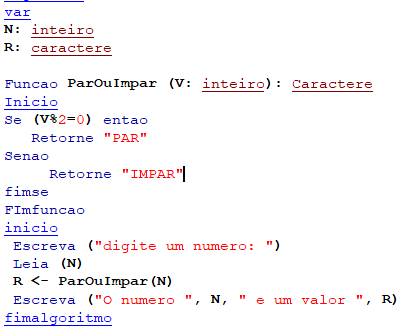 var
N: inteiro
R: caractere
Funcao ParOuImpar (V: inteiro): Caractere
Inicio
Se (V%2=0) entao
Retorne "PAR"
Senao
Retorne "IMPAR"
fimse
FImfuncao
inicio
Escreva ("digite um numero: ")
Leia (N)
R <- ParOuImpar(N)
Escreva ("O numero ", N, " e um valor ", R)
fimalgoritmo